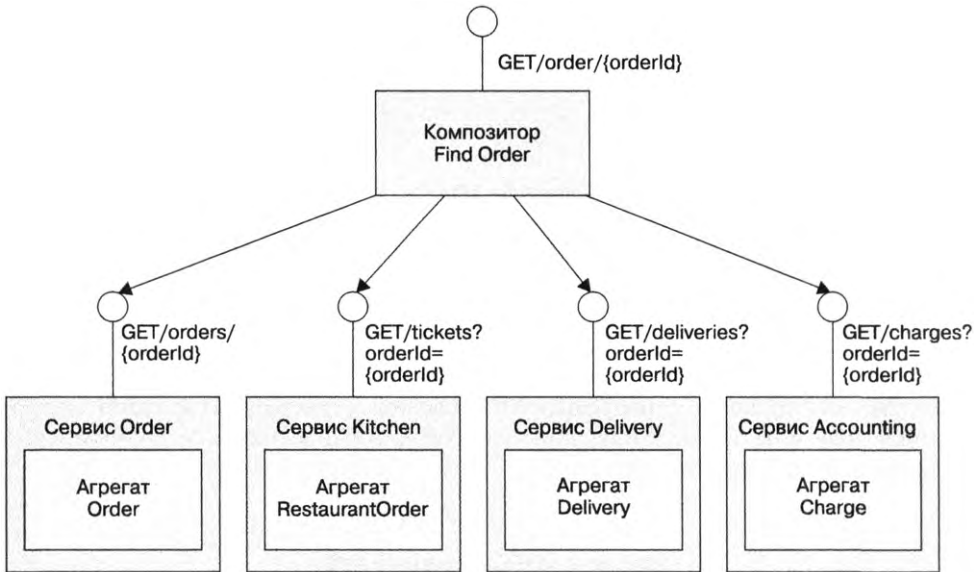 GET/order/{orderId}
Композитор
Find Order
GET/orders/
{orderId}
GET/tickets?
orderId=
{orderId}
GET/deliveries?
orderId=
{orderId}
GET/charges?
orderId=
{orderId}
Сервис Order
Агрегат
Order
Сервис Kitchen
Агрегат
RestaurantOrder
Сервис Delivery
Агрегат
Delivery
Сервис Accounting
Агрегат
Charge